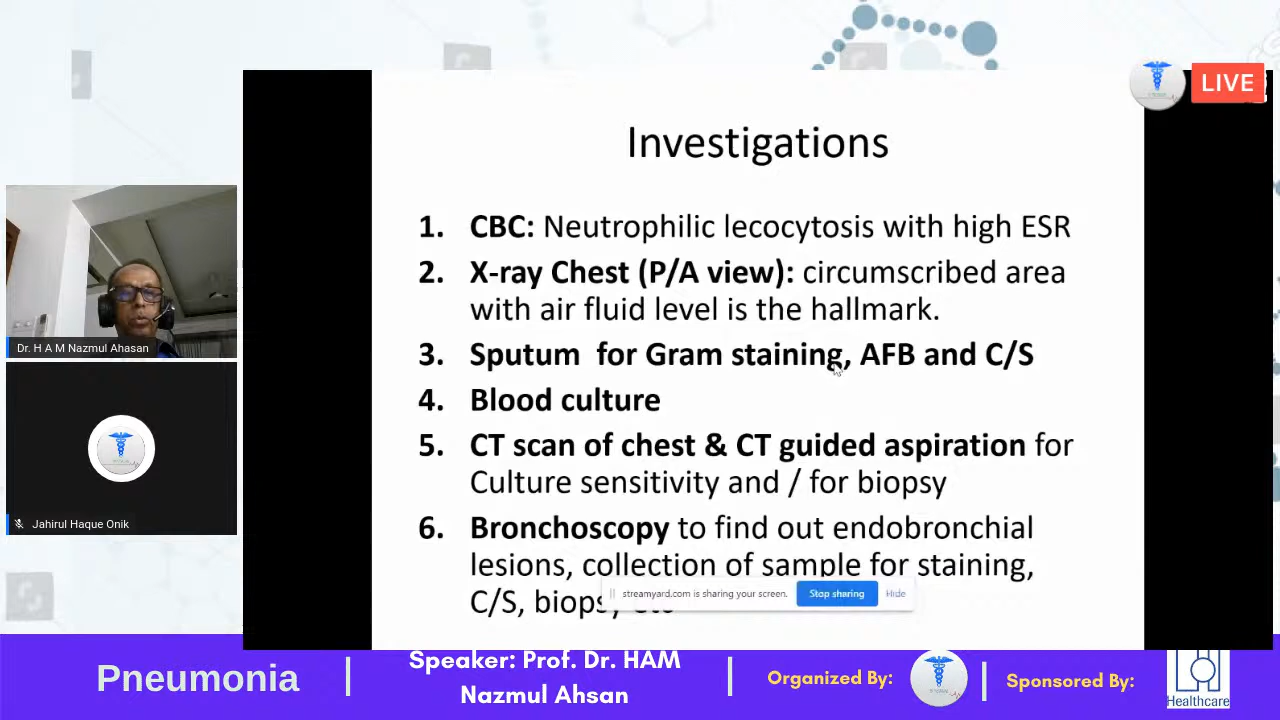 LIVE
Investigations
1. CBC: Neutrophilic lecocytosis with high ESR
2. X-ray Chest (P/A view): circumscribed area
with air fluid level is the hallmark.
3. Sputum for Gram staining, AFB and C/S
4. Blood culture
5. CT scan of chest & CT guided aspiration for
Culture sensitivity and / for biopsy
6. Bronchoscopy to find out endobronchial
lesions, collection of sample for staining,
C/S, biopsy etc
streamyard.com is sharing your screen. Stop sharing Hide
Dr. H A M Nazmul Ahasan
Jahirul Haque Onik
Pneumonia
Speaker: Prof. Dr. HAM
Nazmul Ahsan
Organized By:
Sponsored By:
Healthcare